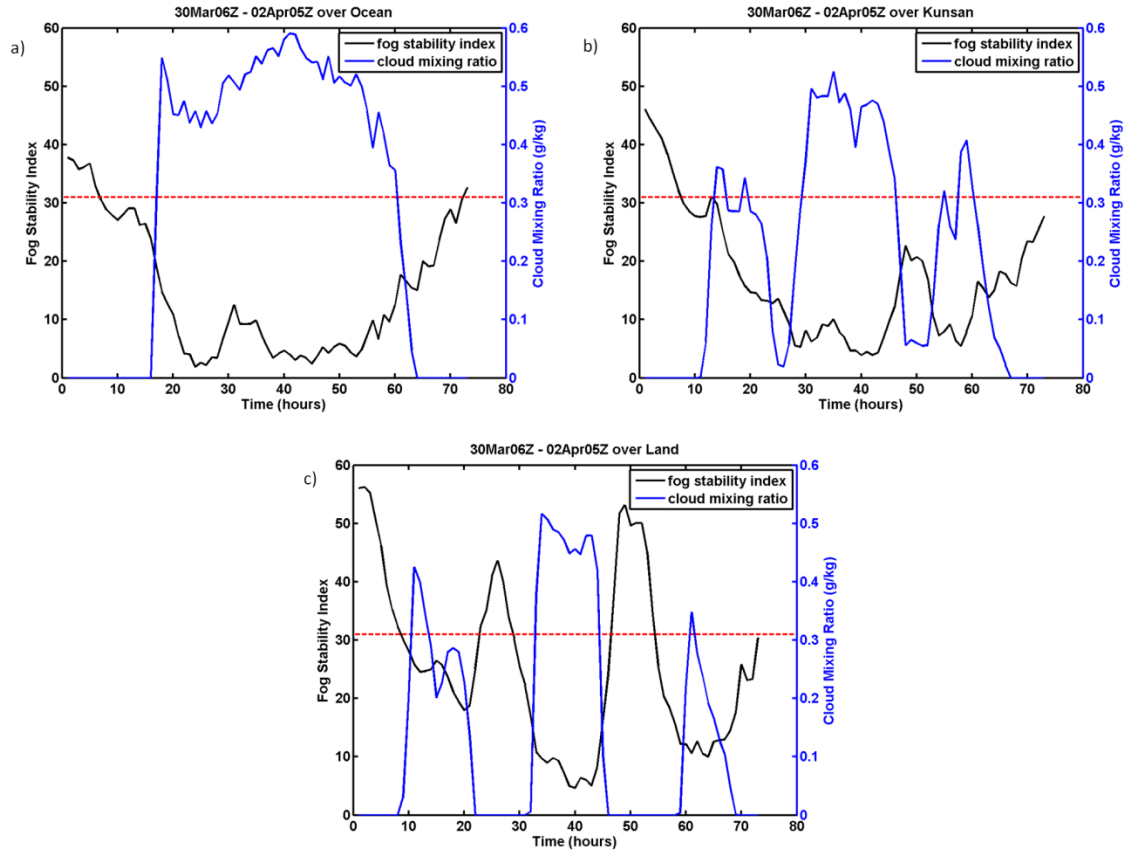 a)
30Mar06Z - 02Apr05Z over Ocean
fog stability index
cloud mixing ratio
Fog Stability Index
60
50
40
30
20
10
0
Cloud Mixing Ratio (g/kg)
0.6
0.5
0.4
0.3
0.2
0.1
0
0 10 20 30 40 50 60 70 80
Time (hours)
b)
30Mar06Z - 02Apr05Z over Kunsan
fog stability index
cloud mixing ratio
Fog Stability Index
60
50
40
30
20
10
0
Cloud Mixing Ratio (g/kg)
0.6
0.5
0.4
0.3
0.2
0.1
0
0 10 20 30 40 50 60 70 80
Time (hours)
c)
30Mar06Z - 02Apr05Z over Land
fog stability index
cloud mixing ratio
Fog Stability Index
60
50
40
30
20
10
0
Cloud Mixing Ratio (g/kg)
0.6
0.5
0.4
0.3
0.2
0.1
0
0 10 20 30 40 50 60 70 80
Time (hours)